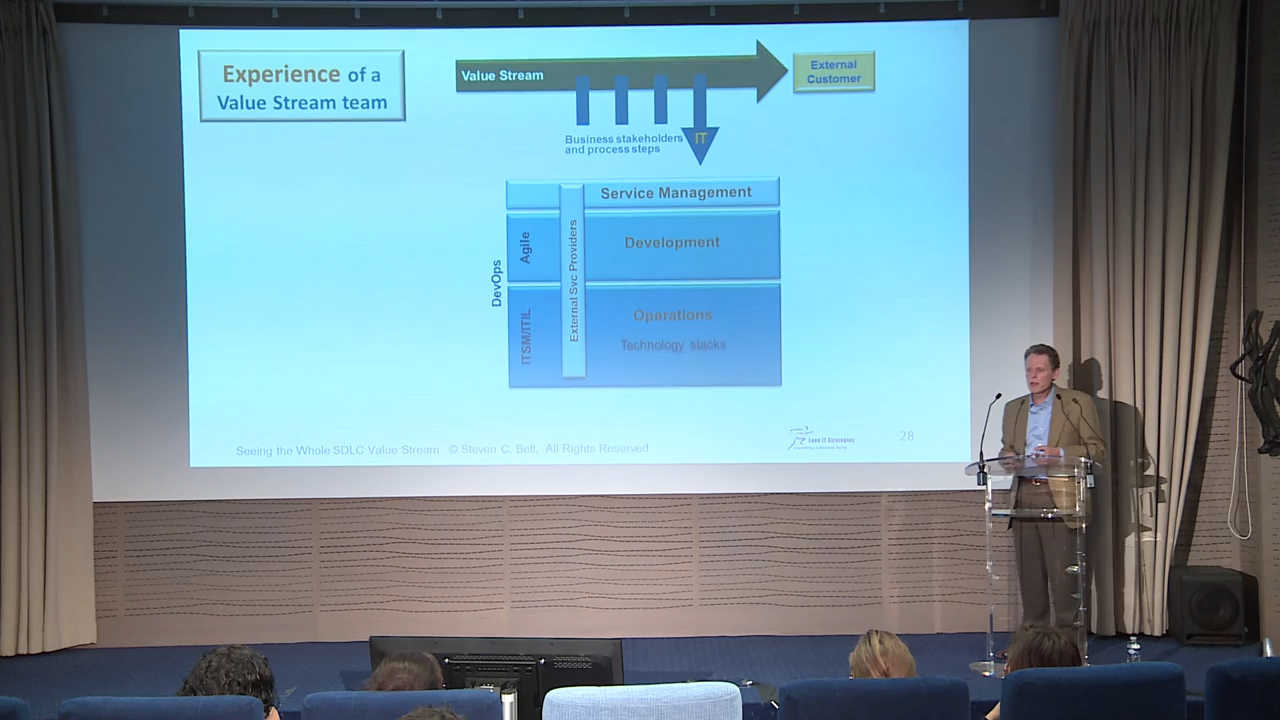 Experience of a
Value Stream team
Value Stream
External
Customer
Business stakeholders
and process steps
IT
Service Management
DevOps
Agile
External Svc Providers
Development
ITSM/ITIL
Operations
Technology stacks
Seeing the Whole SDLC Value Stream © Steven C. Bell, All Rights Reserved
Lean IT Strategies
28